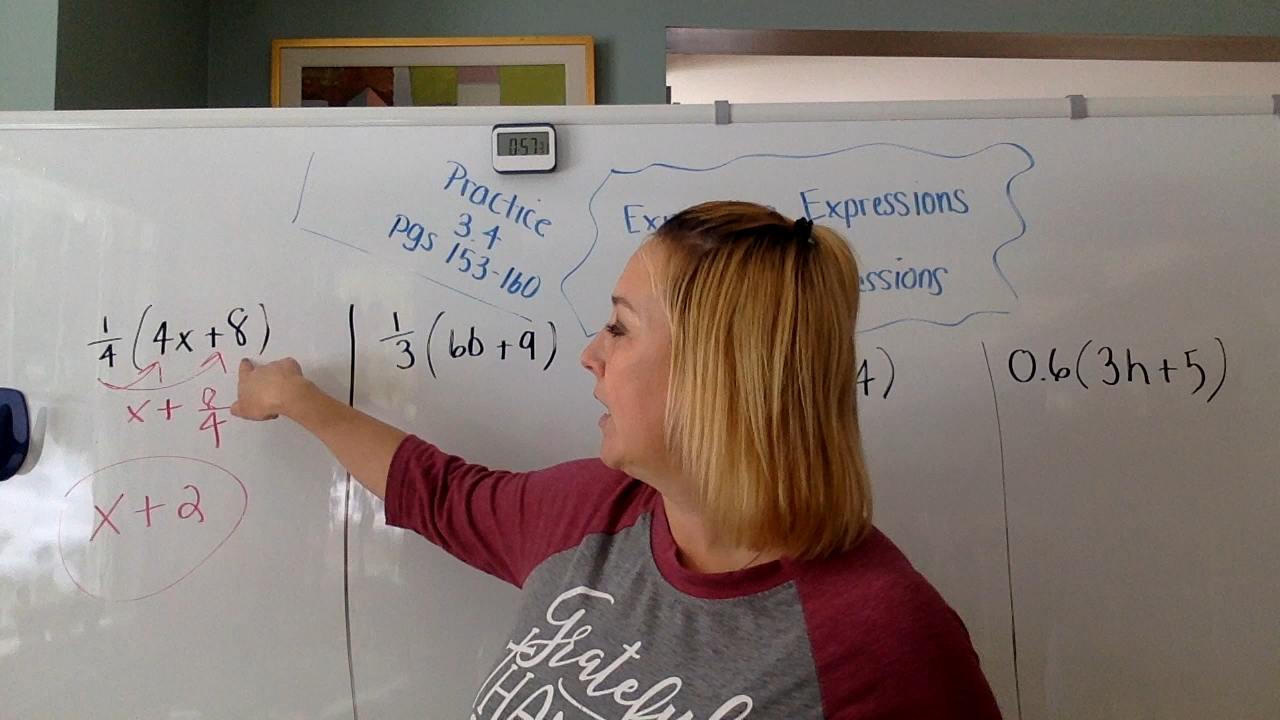 0:57
Practice
3.4
pgs 153-160
Expressions
1/4 (4x + 8)
x + 8/4
x + 2
1/3 (6b + 9)
4)
0.6 (3h + 5)
Grateful